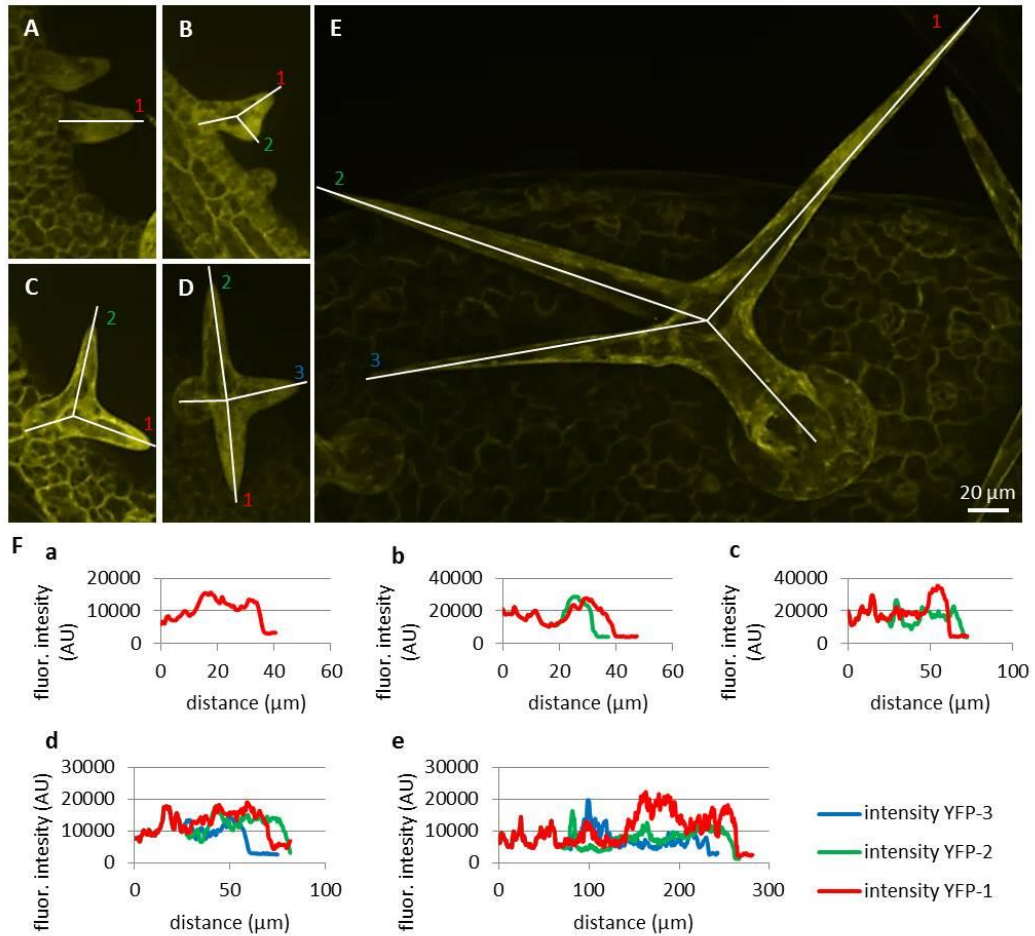 A
1
B
1
2
E
1
2
3
20 µm
C
2
1
D
2
3
1
F
a
20000
10000
0
fluor. intesity
(AU)
0 20 40 60
distance (µm)
b
40000
20000
0
fluor. intesity
(AU)
0 20 40 60
distance (µm)
c
40000
20000
0
fluor. intesity
(AU)
0 50 100
distance (µm)
d
30000
20000
10000
0
fluor. intesity (AU)
0 50 100
distance (µm)
e
30000
20000
10000
0
fluor. intesity (AU)
0 100 200 300
distance (µm)
intensity YFP-3
intensity YFP-2
intensity YFP-1